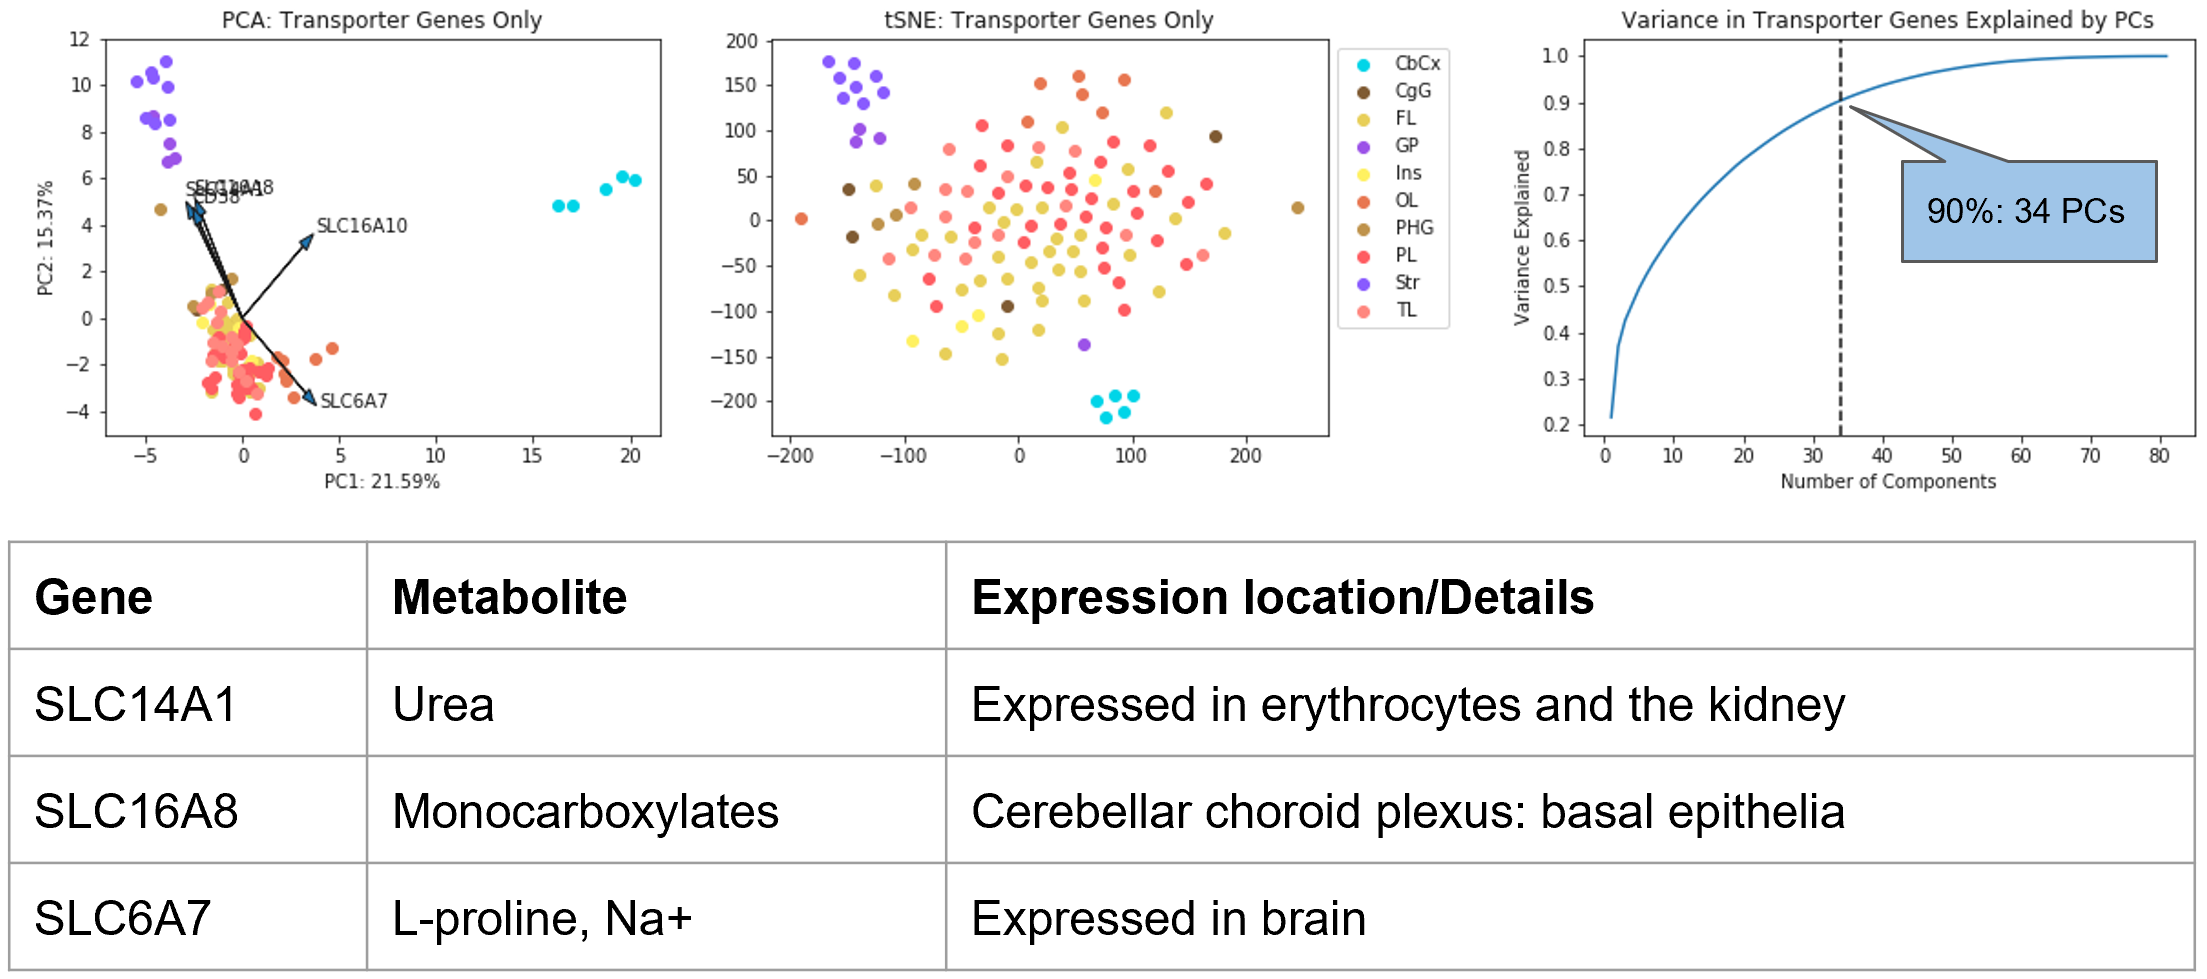 PCA: Transporter Genes Only
12
10
8
6
4
2
0
−2
−4
PC2: 15.37%
SLC16A8
CD38
SLC16A10
SLC6A7
−5 0 5 10 15 20
PC1: 21.59%
tSNE: Transporter Genes Only
200
150
100
50
0
−50
−100
−150
−200
−200 −100 0 100 200
CbCx
CgG
FL
GP
Ins
OL
PHG
PL
Str
TL
Variance in Transporter Genes Explained by PCs
1.0
0.9
0.8
0.7
0.6
0.5
0.4
0.3
0.2
Variance Explained
90%: 34 PCs
0 10 20 30 40 50 60 70 80
Number of Components
Gene Metabolite Expression location/Details
SLC14A1 Urea Expressed in erythrocytes and the kidney
SLC16A8 Monocarboxylates Cerebellar choroid plexus: basal epithelia
SLC6A7 L-proline, Na+ Expressed in brain